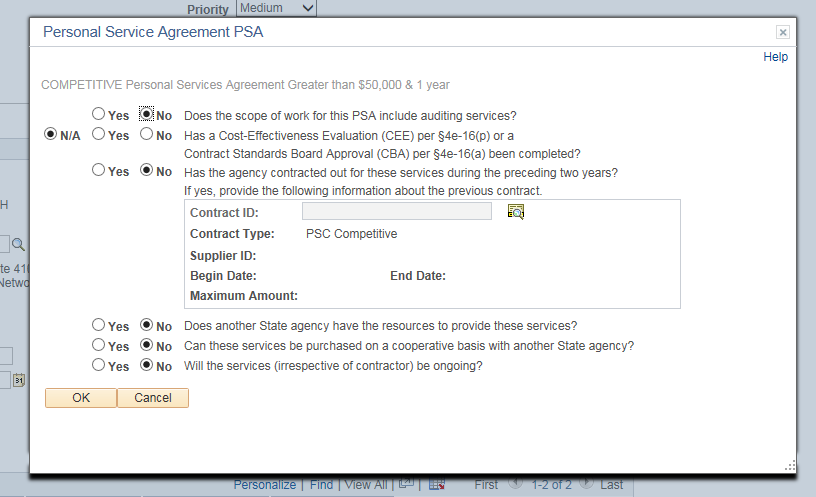 Priority Medium
Personal Service Agreement PSA
Help
COMPETITIVE Personal Services Agreement Greater than $50,000 & 1 year
Yes No Does the scope of work for this PSA include auditing services?
N/A Yes No Has a Cost-Effectiveness Evaluation (CEE) per §4e-16(p) or a
Contract Standards Board Approval (CBA) per §4e-16(a) been completed?
Yes No Has the agency contracted out for these services during the preceding two years?
If yes, provide the following information about the previous contract.
H
Contract ID:
Contract Type: PSC Competitive
Supplier ID:
te 410
Begin Date: End Date:
Netwo
Maximum Amount:
Yes No Does another State agency have the resources to provide these services?
Yes No Can these services be purchased on a cooperative basis with another State agency?
Yes No Will the services (irrespective of contractor) be ongoing?
31
OK Cancel
Personalize | Find | View All | | First 1-2 of 2 Last